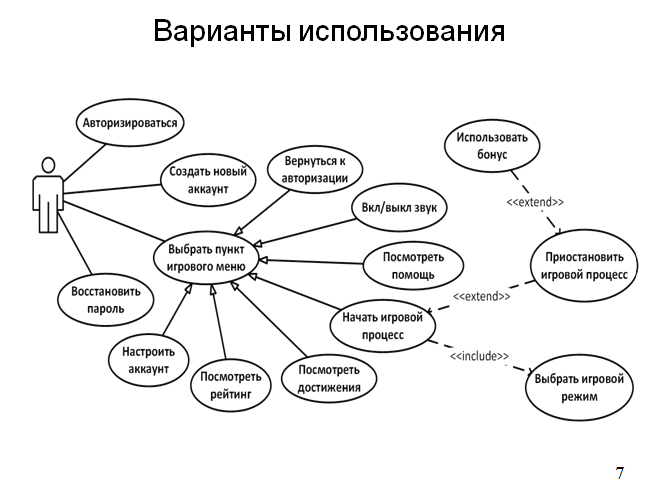 Варианты использования
Авторизироваться
Создать новый
аккаунт
Вернуться к
авторизации
Использовать
бонус
Вкл/выкл звук
<<extend>>
Выбрать пункт
игрового меню
Посмотреть
помощь
Приостановить
игровой процесс
Восстановить
пароль
<<extend>>
Начать игровой
процесс
Настроить
аккаунт
Посмотреть
рейтинг
Посмотреть
достижения
<<include>>
Выбрать игровой
режим
7